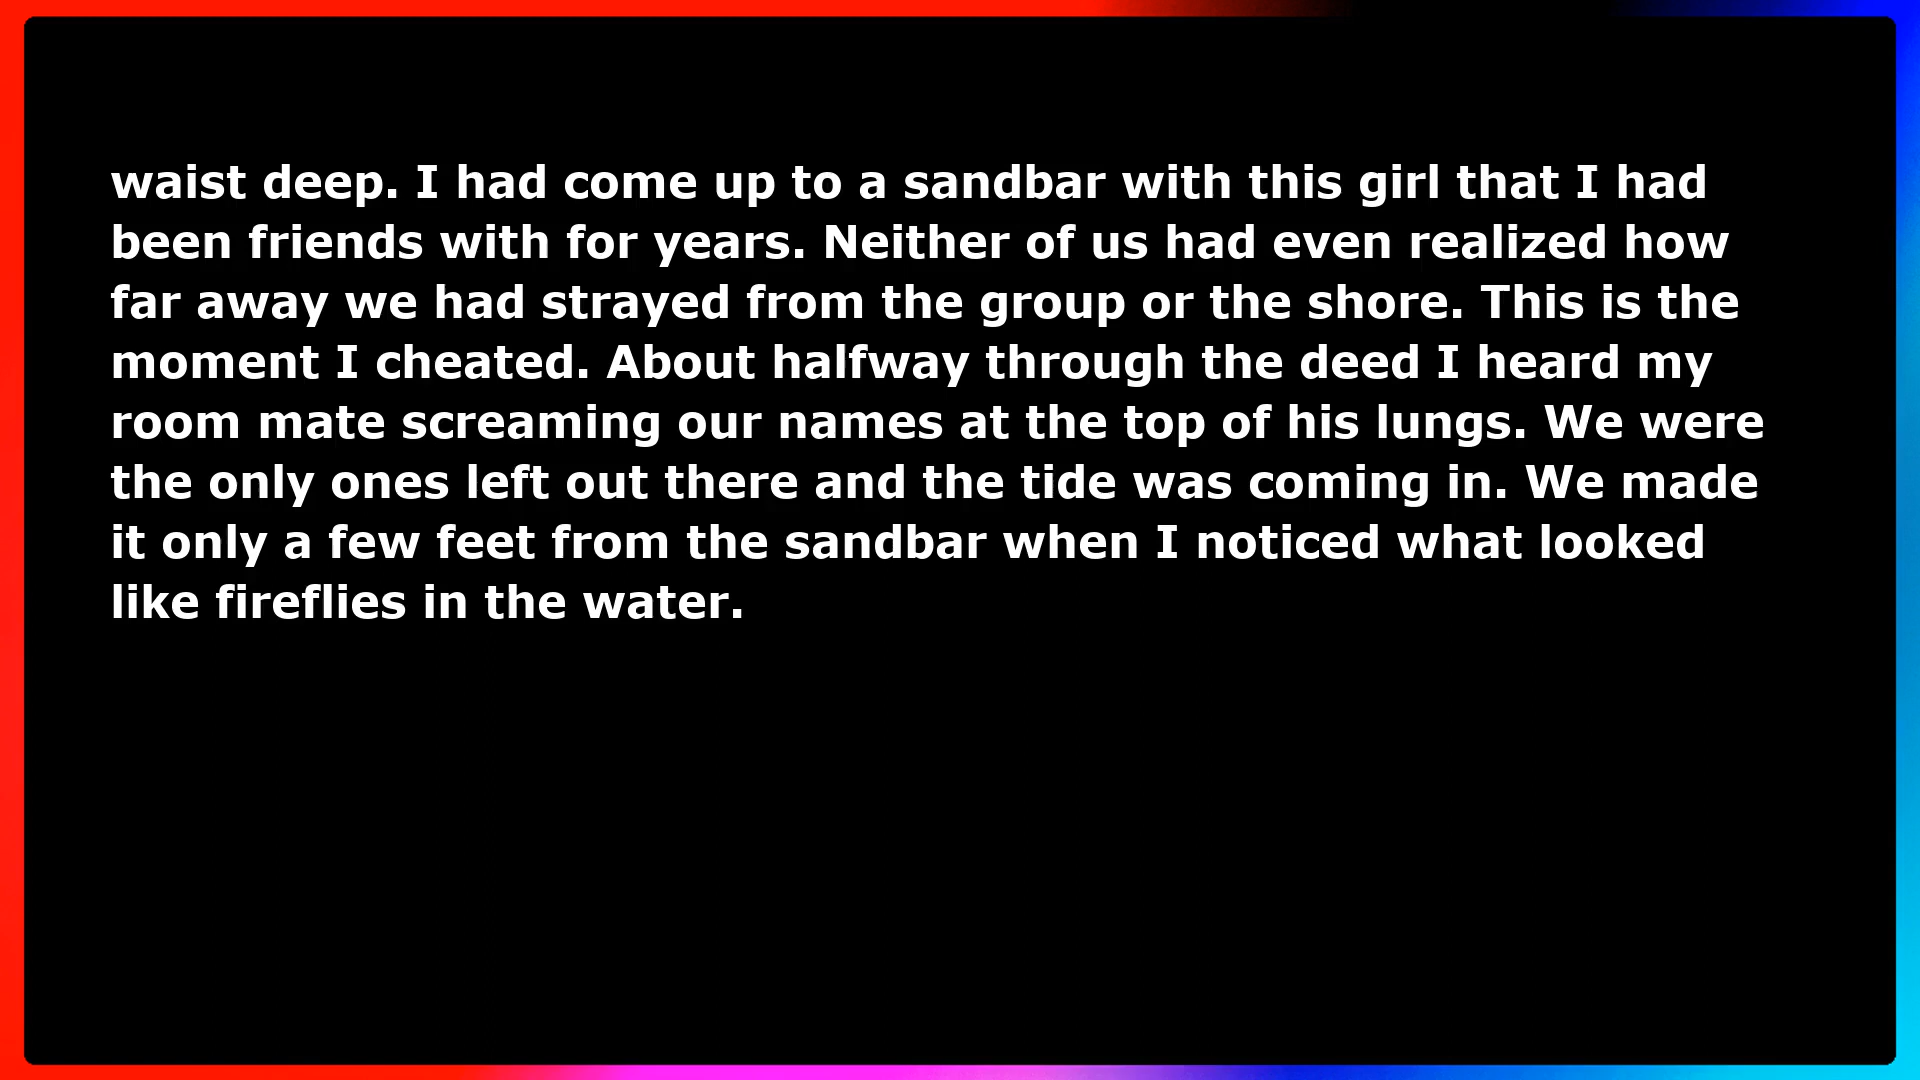 waist deep. I had come up to a sandbar with this girl that I had
been friends with for years. Neither of us had even realized how
far away we had strayed from the group or the shore. This is the
moment I cheated. About halfway through the deed I heard my
room mate screaming our names at the top of his lungs. We were
the only ones left out there and the tide was coming in. We made
it only a few feet from the sandbar when I noticed what looked
like fireflies in the water.